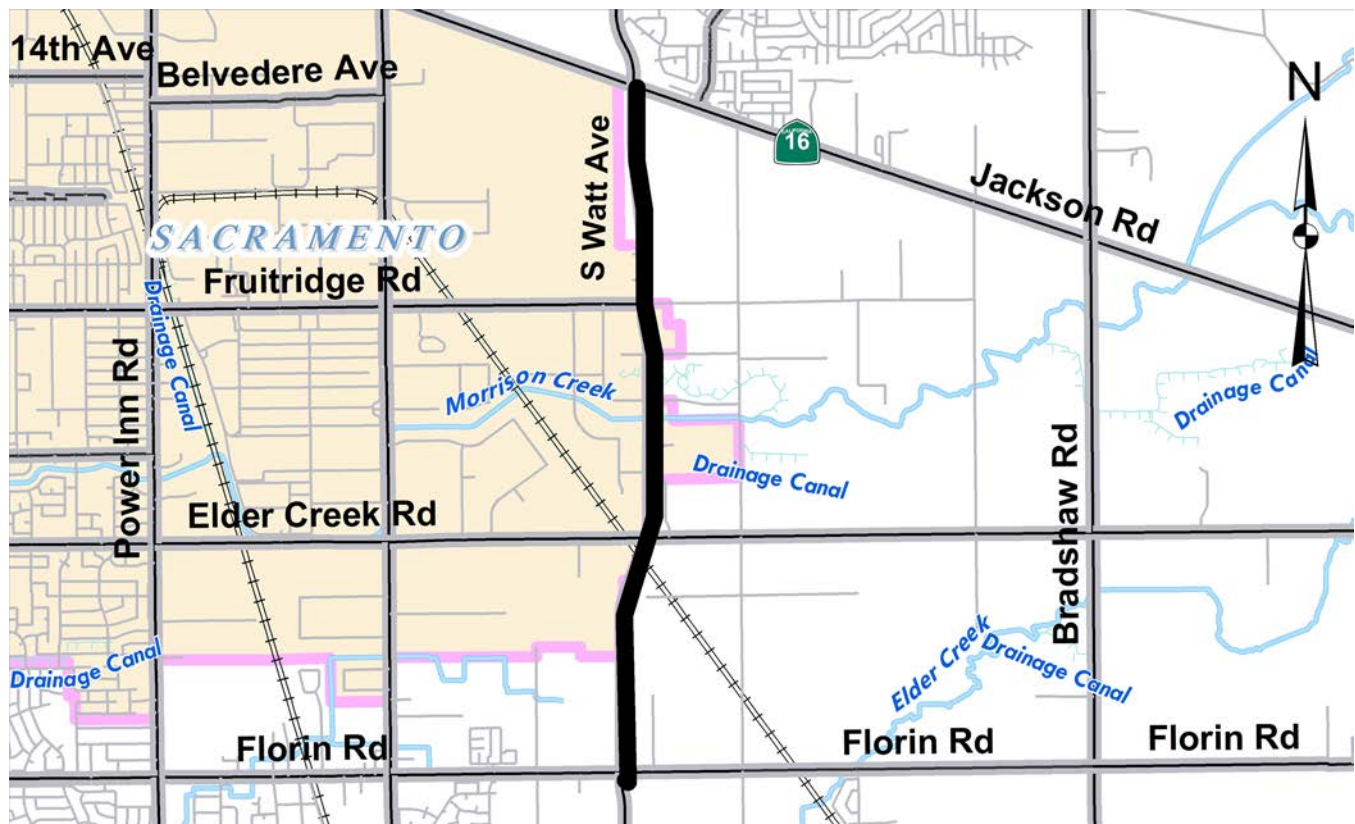 14th Ave
Belvedere Ave
N
CALIFORNIA
16
S Watt Ave
Jackson Rd
SACRAMENTO
Fruitridge Rd
Drainage Canal
Power Inn Rd
Morrison Creek
Drainage Canal
Drainage Canal
Elder Creek Rd
Bradshaw Rd
Elder Creek
Drainage Canal
Drainage Canal
Florin Rd
Florin Rd
Florin Rd